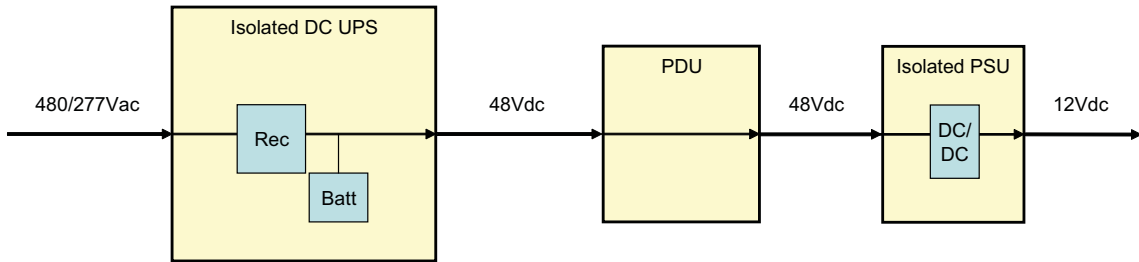 Isolated DC UPS
480/277Vac
Rec
Batt
48Vdc
PDU
48Vdc
Isolated PSU
DC/
DC
12Vdc